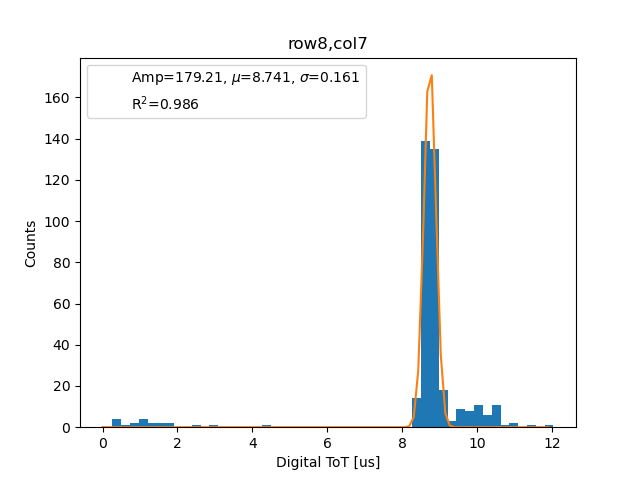 row8,col7
Amp=179.21, μ=8.741, σ=0.161
R²=0.986
160
140
120
100
80
60
40
20
0
Counts
0 2 4 6 8 10 12
Digital ToT [us]